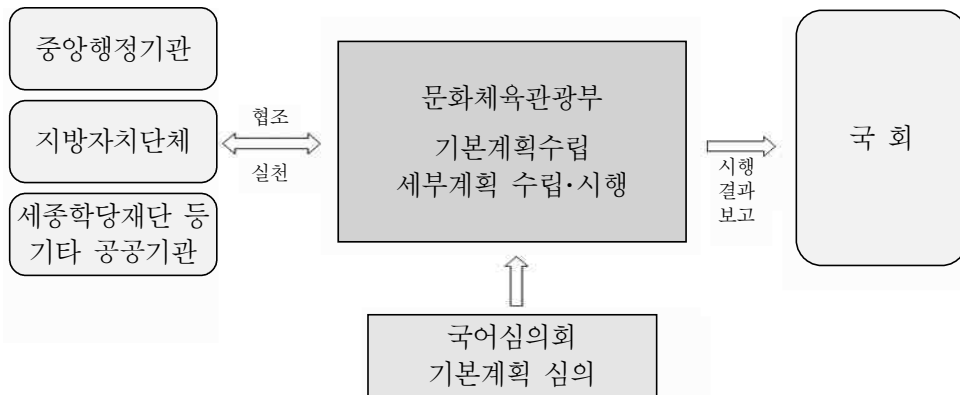 중앙행정기관
지방자치단체
세종학당재단 등
기타 공공기관
협조
실천
문화체육관광부
기본계획수립
세부계획 수립·시행
시행
결과
보고
국 회
국어심의회
기본계획 심의